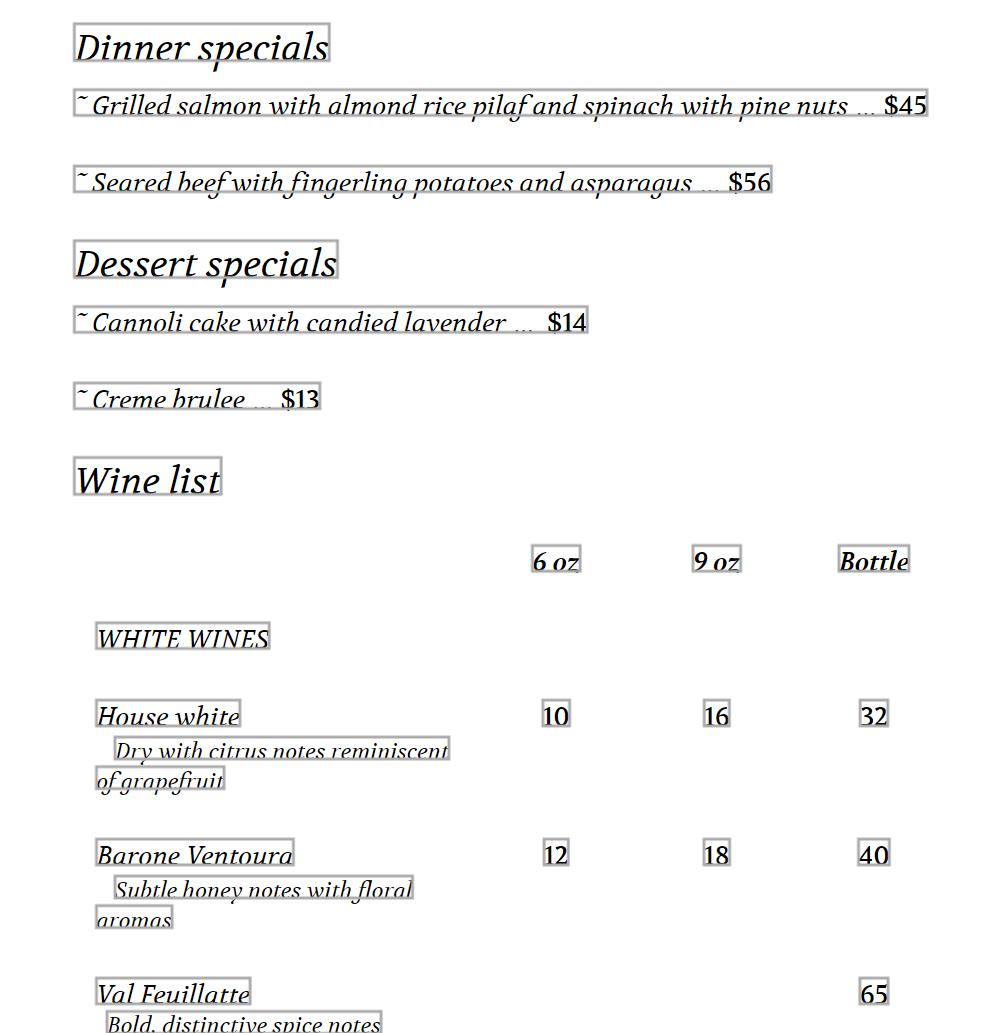 Dinner specials
~ Grilled salmon with almond rice pilaf and spinach with pine nuts ... $45
~ Seared beef with fingerling potatoes and asparagus ... $56
Dessert specials
~ Cannoli cake with candied lavender ... $14
~ Creme brulee ... $13
Wine list
6 oz 9 oz Bottle
WHITE WINES
House white 10 16 32
Dry with citrus notes reminiscent
of grapefruit
Barone Ventoura 12 18 40
Subtle honey notes with floral
aromas
Val Feuillatte 65
Bold, distinctive spice notes